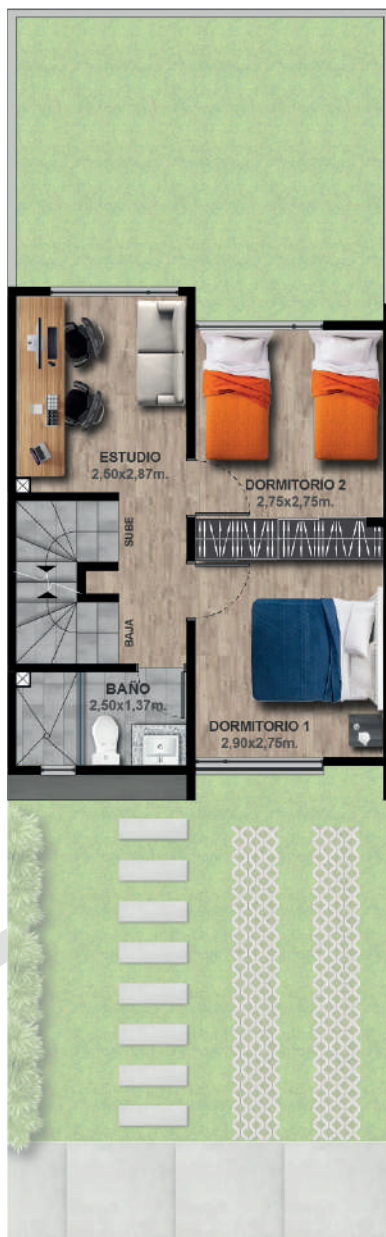 ESTUDIO
2,50x2,87m.
DORMITORIO 2
2,75x2,75m.
SUBE
BAJA
BAÑO
2,50x1,37m.
DORMITORIO 1
2,90x2,75m.